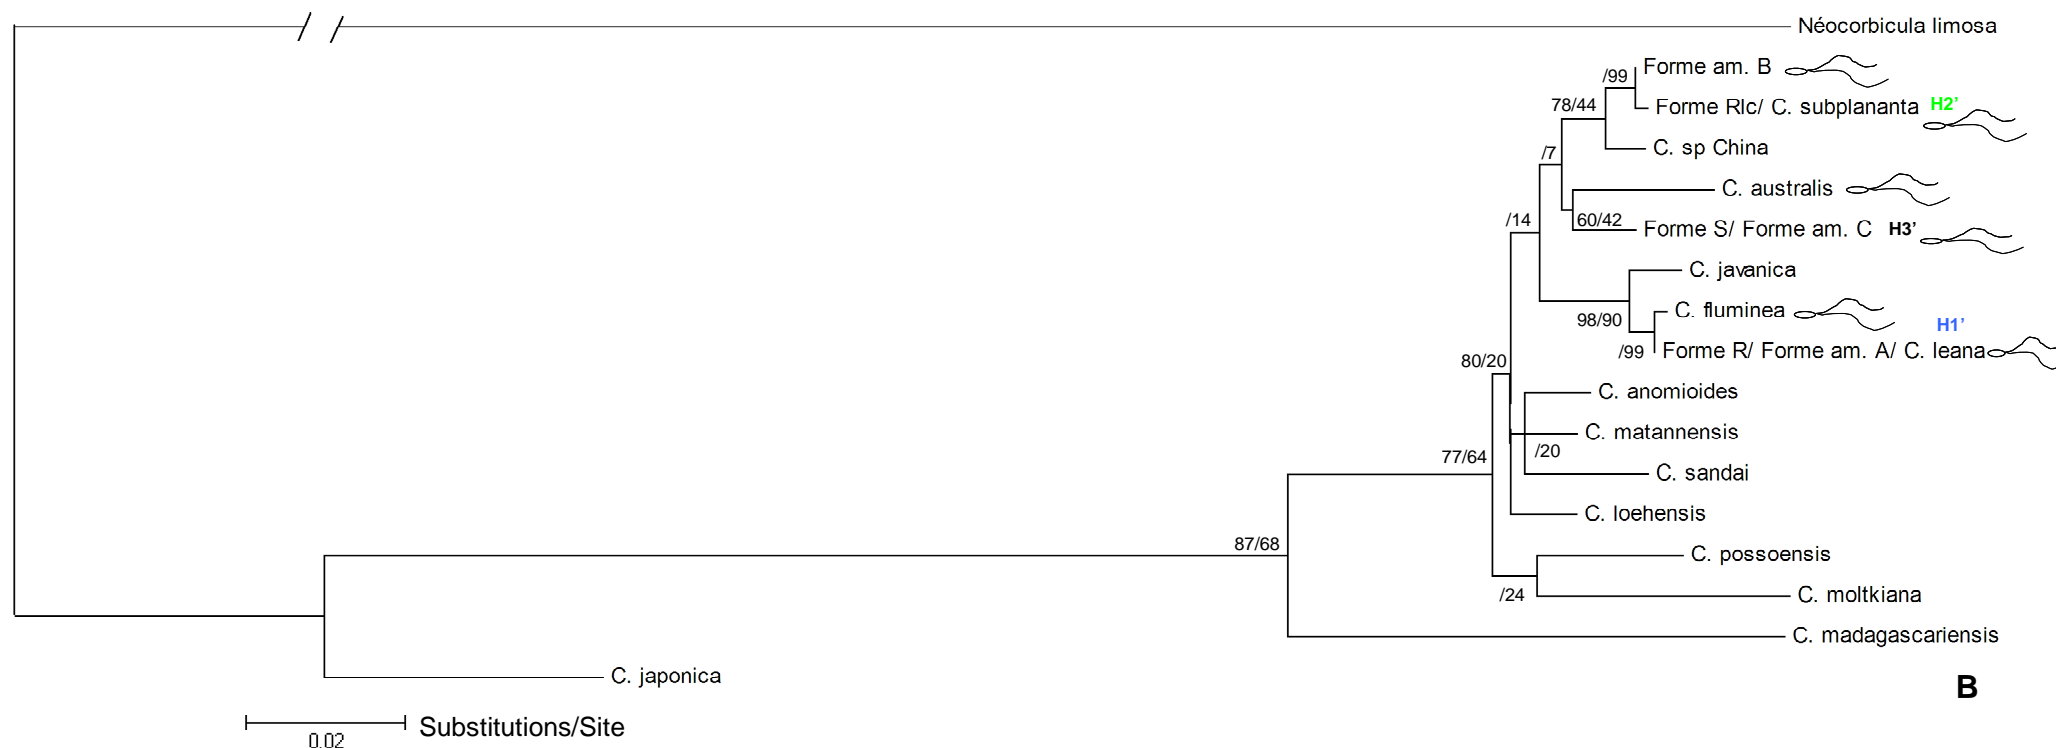 Néocorbicula limosa
Forme am. B
/99
Forme Rlc/ C. subplananta H2’
78/44
C. sp China
/7
C. australis
/14
60/42
Forme S/ Forme am. C H3’
C. javanica
C. fluminea
98/90
H1’
/99
Forme R/ Forme am. A/ C. leana
80/20
C. anomioides
C. matannensis
/20
77/64
C. sandai
C. loehensis
87/68
C. possoensis
/24
C. moltkiana
C. madagascariensis
C. japonica
B
0.02
Substitutions/Site